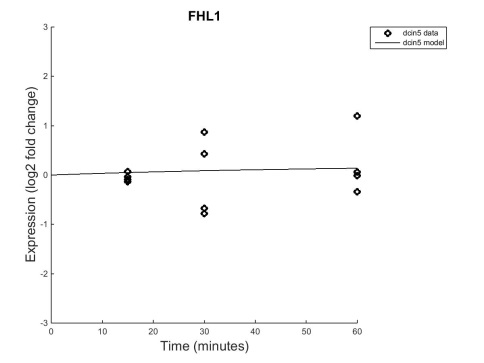 FHL1
dcin5 data
dcin5 model
Expression (log2 fold change)
3
2
1
0
-1
-2
-3
0 10 20 30 40 50 60
Time (minutes)